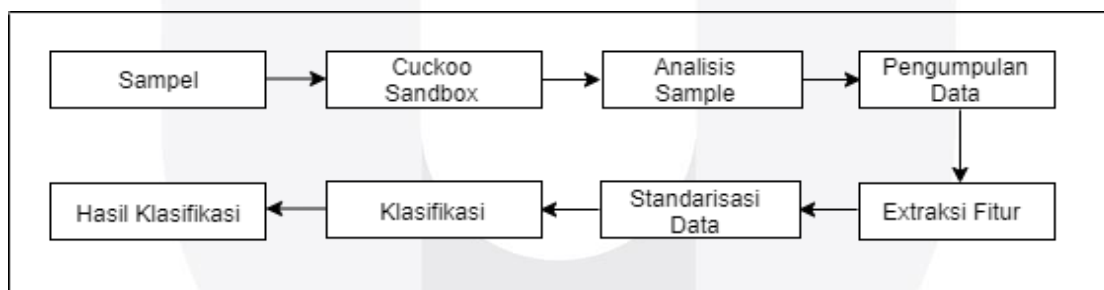 Sampel
Cuckoo
Sandbox
Analisis
Sample
Pengumpulan
Data
Extraksi Fitur
Standarisasi
Data
Klasifikasi
Hasil Klasifikasi